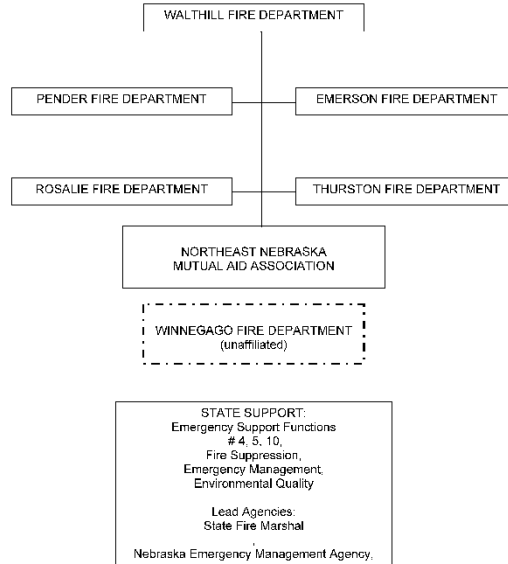 WALTHILL FIRE DEPARTMENT
PENDER FIRE DEPARTMENT
EMERSON FIRE DEPARTMENT
ROSALIE FIRE DEPARTMENT
THURSTON FIRE DEPARTMENT
NORTHEAST NEBRASKA
MUTUAL AID ASSOCIATION
WINNEGAGO FIRE DEPARTMENT
(unaffiliated)
STATE SUPPORT:
Emergency Support Functions
# 4, 5, 10,
Fire Suppression,
Emergency Management,
Environmental Quality
Lead Agencies:
State Fire Marshal
,
Nebraska Emergency Management Agency,